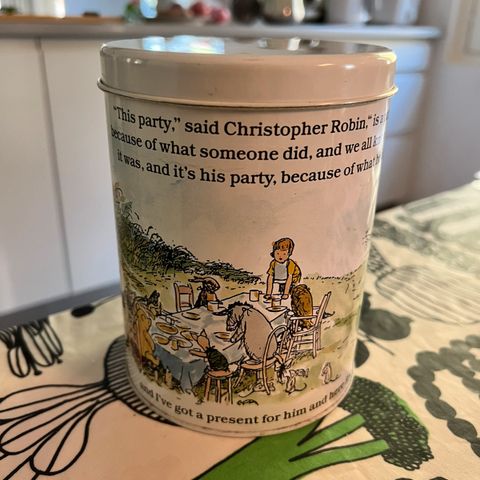 "This party," said Christopher Robin, "is a
because of what someone did, and we all
it was, and it's his party, because of what
and I've got a present for him and